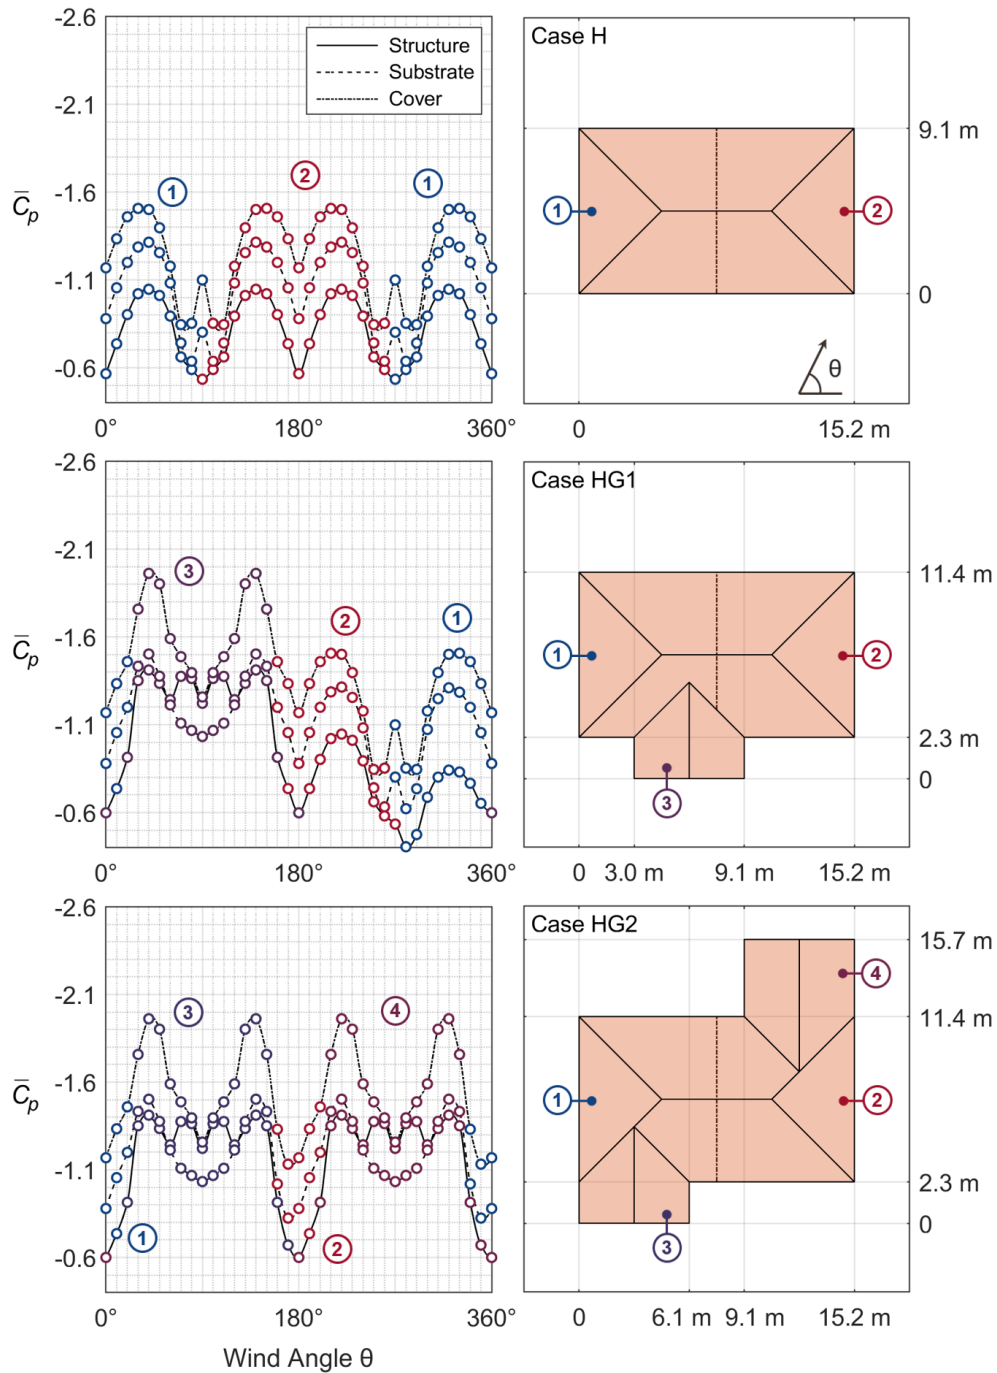 -2.6
-2.1
-1.6
-1.1
-0.6
C̅p
Structure
Substrate
Cover
1
2
1
0°
180°
360°
Case H
1
2
θ
9.1 m
0
0
15.2 m
-2.6
-2.1
-1.6
-1.1
-0.6
C̅p
3
2
1
0°
180°
360°
Case HG1
1
2
3
11.4 m
2.3 m
0
0
3.0 m
9.1 m
15.2 m
-2.6
-2.1
-1.6
-1.1
-0.6
C̅p
3
4
1
2
0°
180°
360°
Wind Angle θ
Case HG2
4
1
2
3
15.7 m
11.4 m
2.3 m
0
0
6.1 m
9.1 m
15.2 m